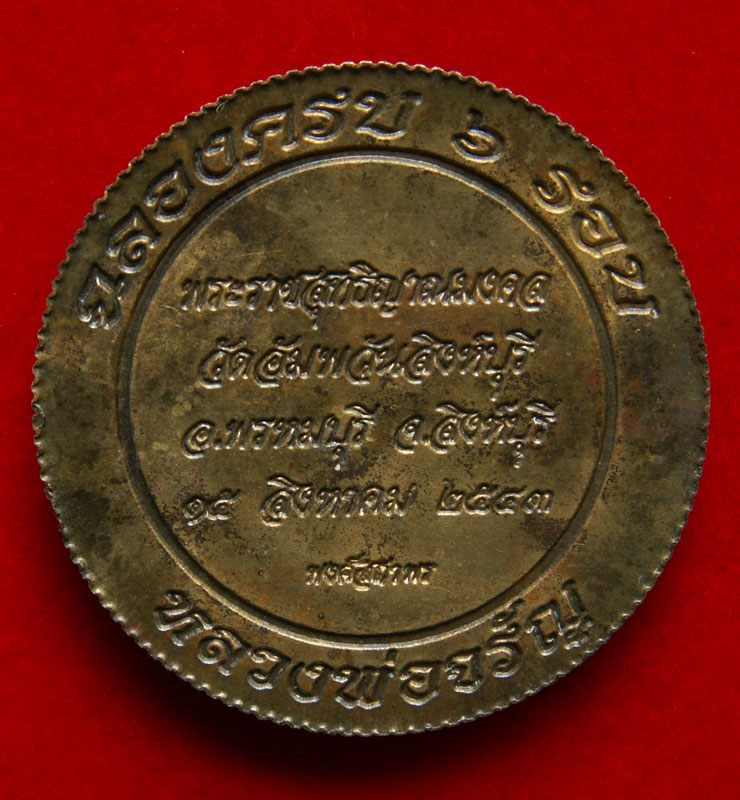 ฉลองครบ ๖ รอบ
พระราชสุทธิญาณมงคล
วัดอัมพวันสิงห์บุรี
อ.พรหมบุรี จ.สิงห์บุรี
๑๕ สิงหาคม ๒๕๔๓
หลวงพ่อจรัญ